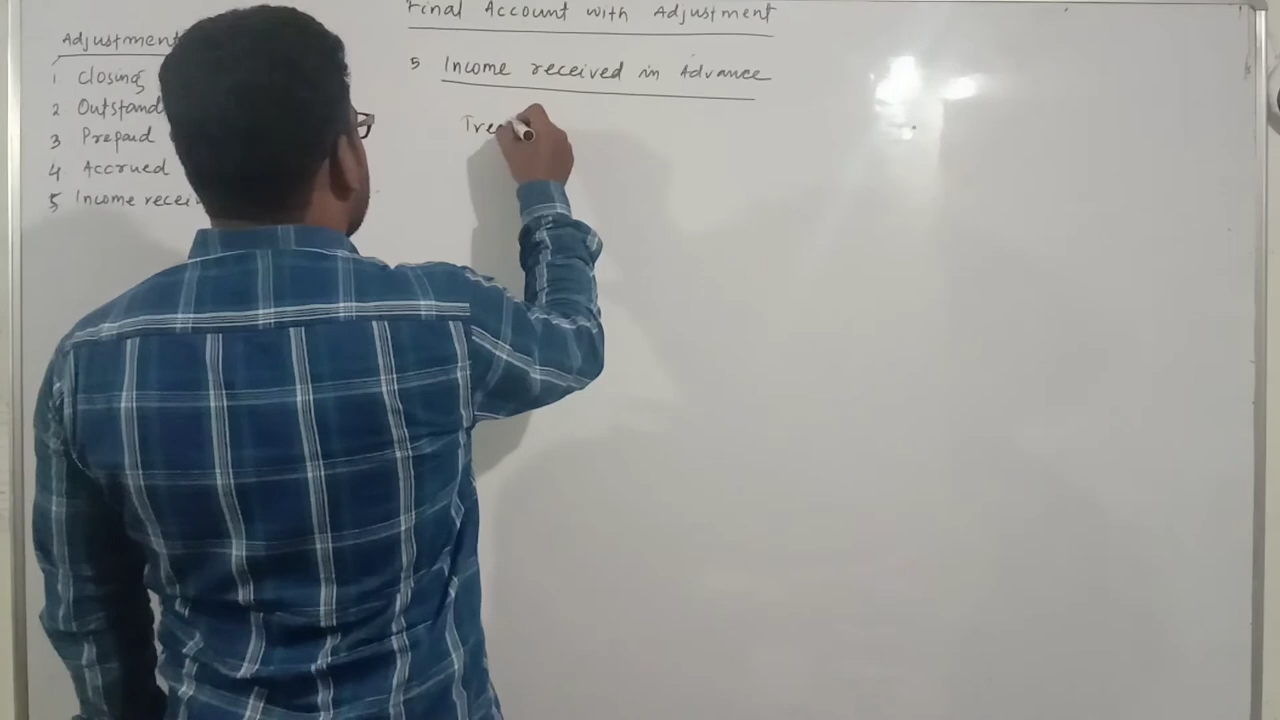 Final Account with Adjustment
Adjustment
1 Closing
2 Outstand
3 Prepaid
4 Accrued
5 Income recei
5 Income received in Advance
Tre